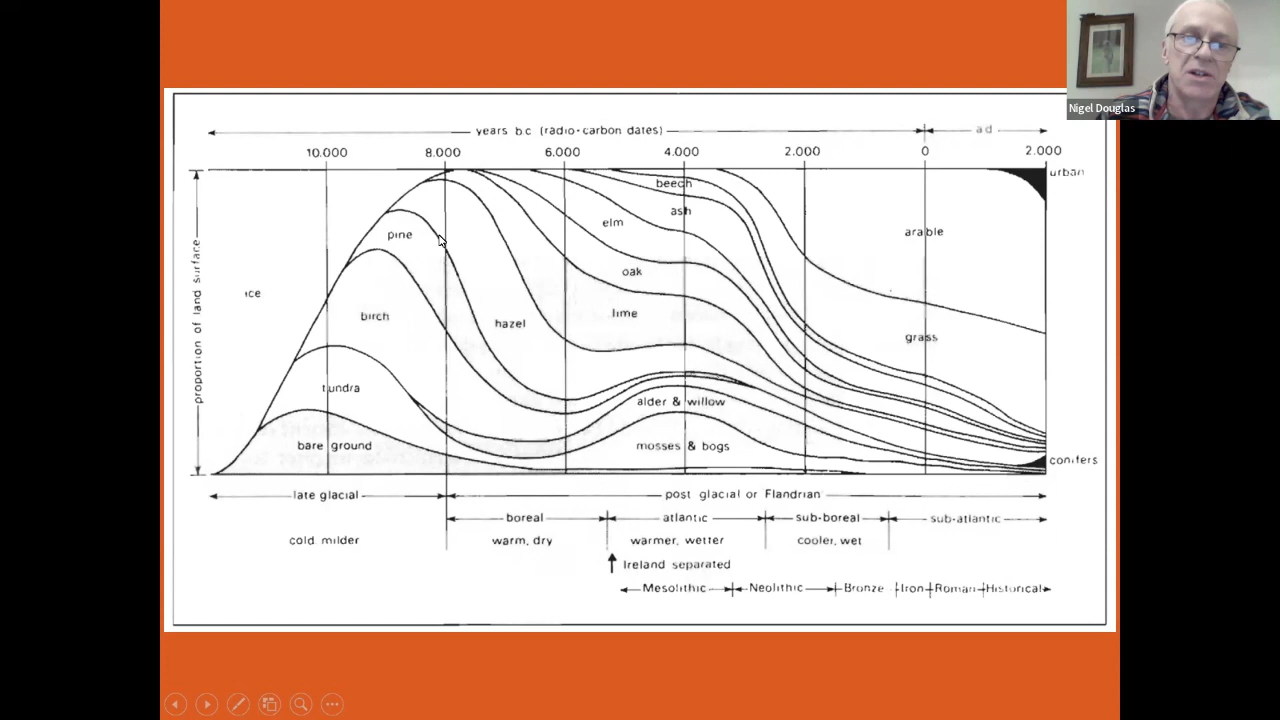 Nigel Douglas
years b.c (radio-carbon dates)
a d
10.000 8.000 6.000 4.000 2.000 0 2.000
urban
beech
ash
elm
arable
pine
oak
ice
lime
birch
hazel
grass
tundra
alder & willow
bare ground
mosses & bogs
conifers
proportion of land surface
late glacial
post glacial or Flandrian
boreal
atlantic
sub-boreal
sub-atlantic
cold milder
warm, dry
warmer, wetter
cooler, wet
Ireland separated
Mesolithic Neolithic Bronze Iron Roman Historical